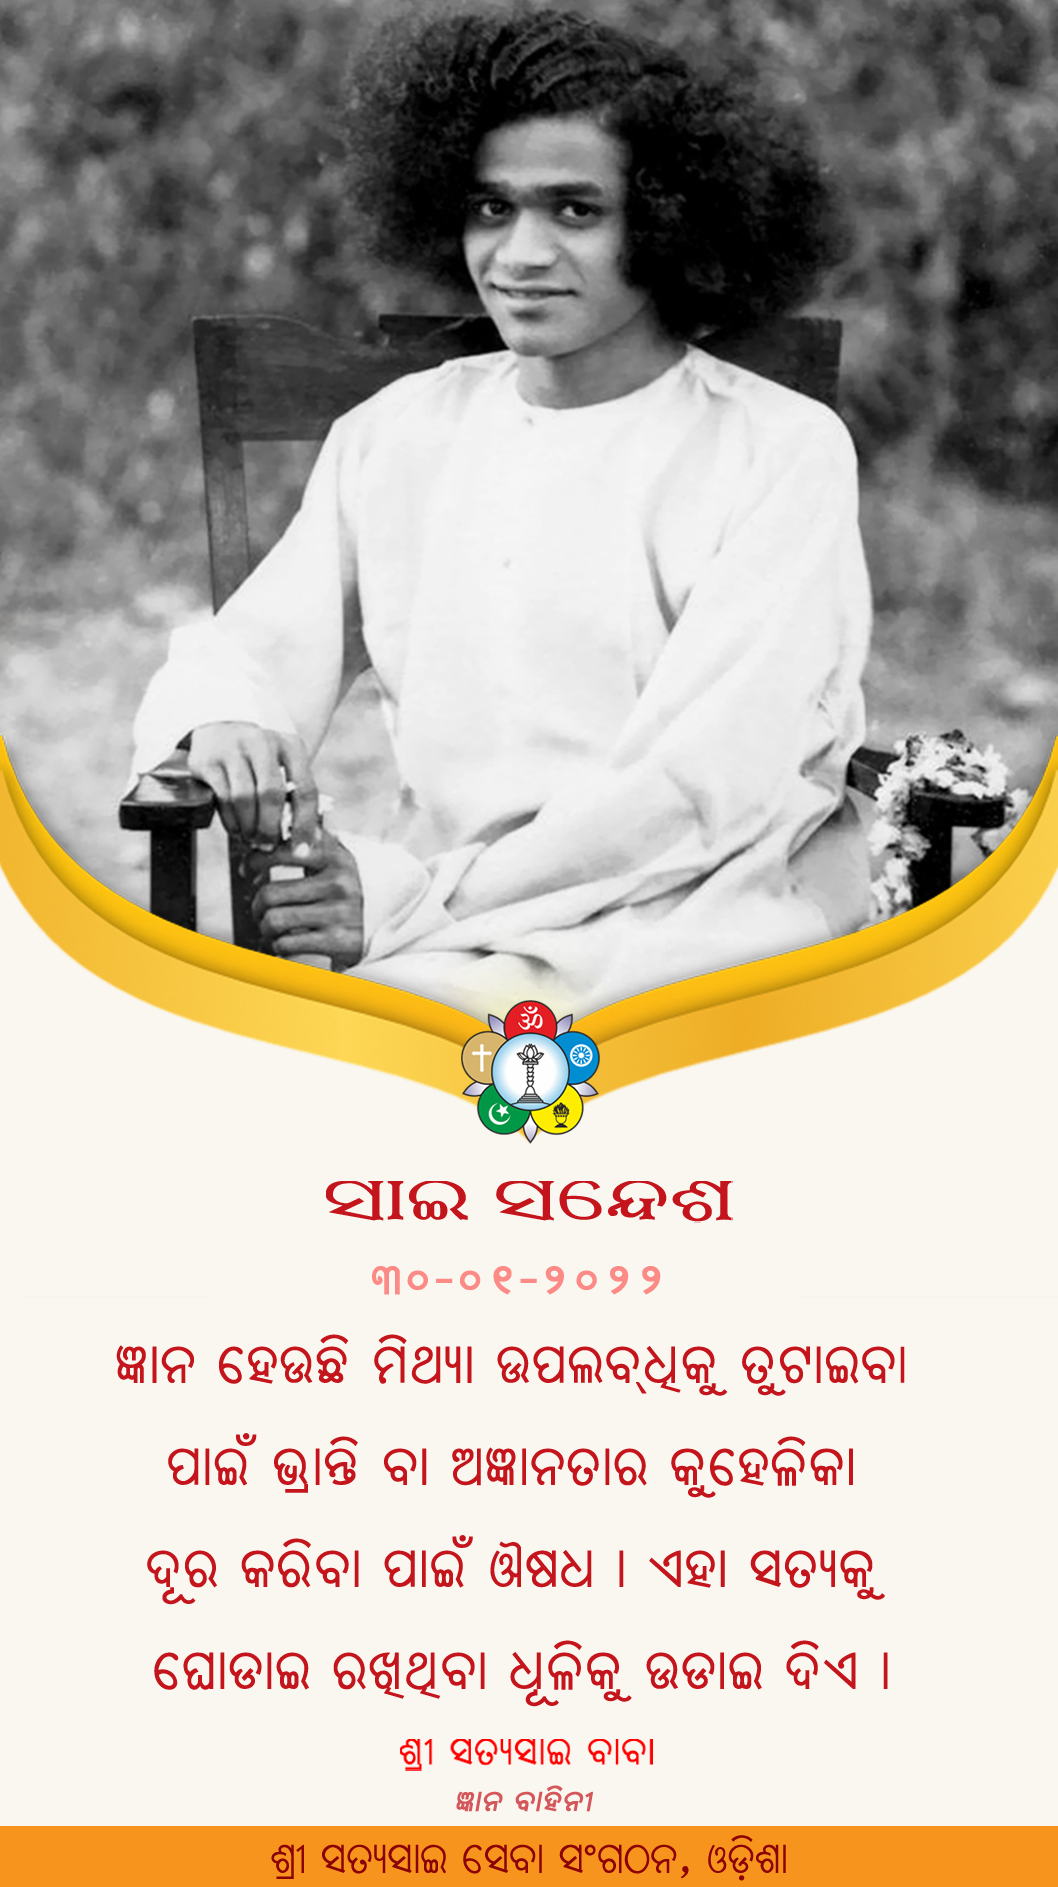 ॐ
ସାଇ ସନ୍ଦେଶ
୩୦-୦୧-୨୦୨୨
ଜ୍ଞାନ ହେଉଛି ମିଥ୍ୟା ଉପଲବ୍‌ଧିକୁ ତୁଟାଇବା
ପାଇଁ ଭ୍ରାନ୍ତି ବା ଅଜ୍ଞାନତାର କୁହେଳିକା
ଦୂର କରିବା ପାଇଁ ଔଷଧ । ଏହା ସତ୍ୟକୁ
ଘୋଡାଇ ରଖିଥିବା ଧୂଳିକୁ ଉଡାଇ ଦିଏ ।
ଶ୍ରୀ ସତ୍ୟସାଇ ବାବା
ଜ୍ଞାନ ବାହିନୀ
ଶ୍ରୀ ସତ୍ୟସାଇ ସେବା ସଂଗଠନ, ଓଡ଼ିଶା